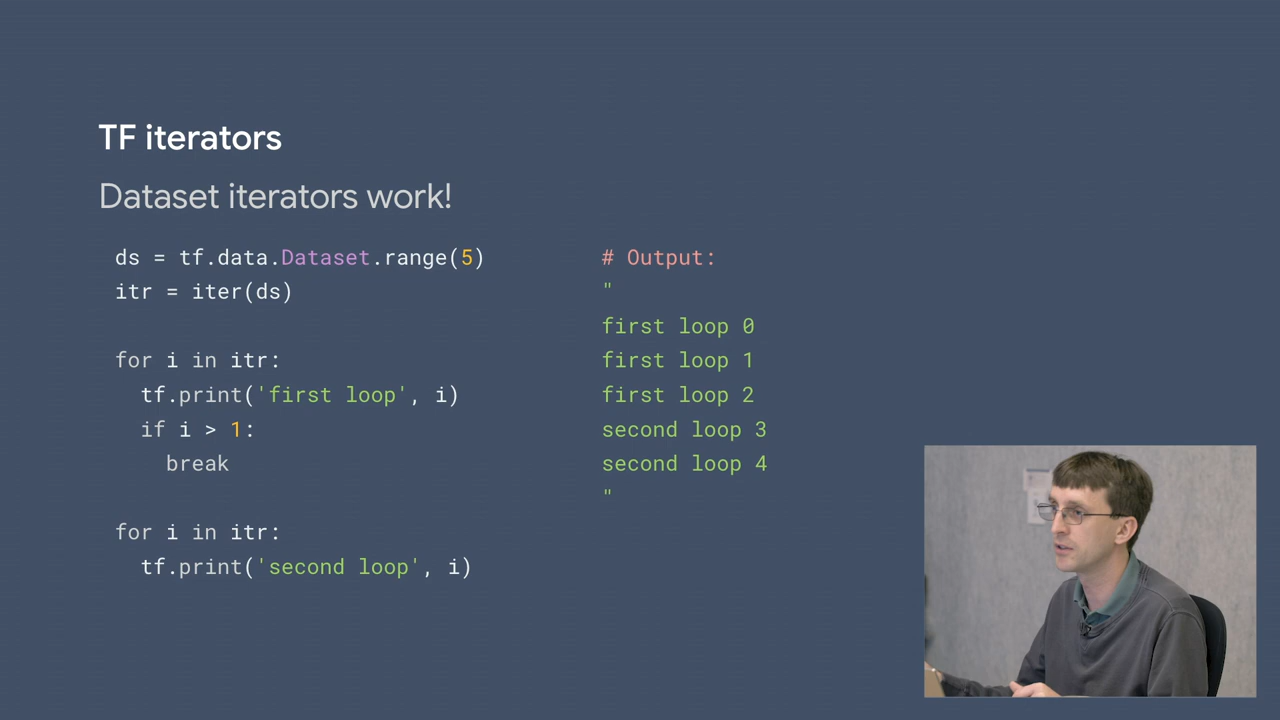 TF iterators
Dataset iterators work!
ds = tf.data.Dataset.range(5)
itr = iter(ds)
for i in itr:
  tf.print('first loop', i)
  if i > 1:
    break
for i in itr:
  tf.print('second loop', i)
# Output:
"
first loop 0
first loop 1
first loop 2
second loop 3
second loop 4
"